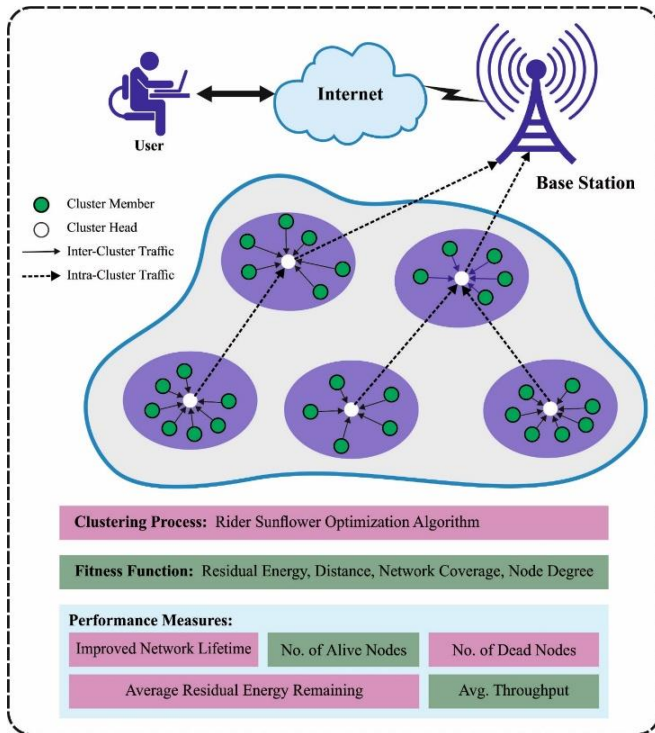 Internet
User
Base Station
Cluster Member
Cluster Head
Inter-Cluster Traffic
Intra-Cluster Traffic
Clustering Process: Rider Sunflower Optimization Algorithm
Fitness Function: Residual Energy, Distance, Network Coverage, Node Degree
Performance Measures:
Improved Network Lifetime
No. of Alive Nodes
No. of Dead Nodes
Average Residual Energy Remaining
Avg. Throughput